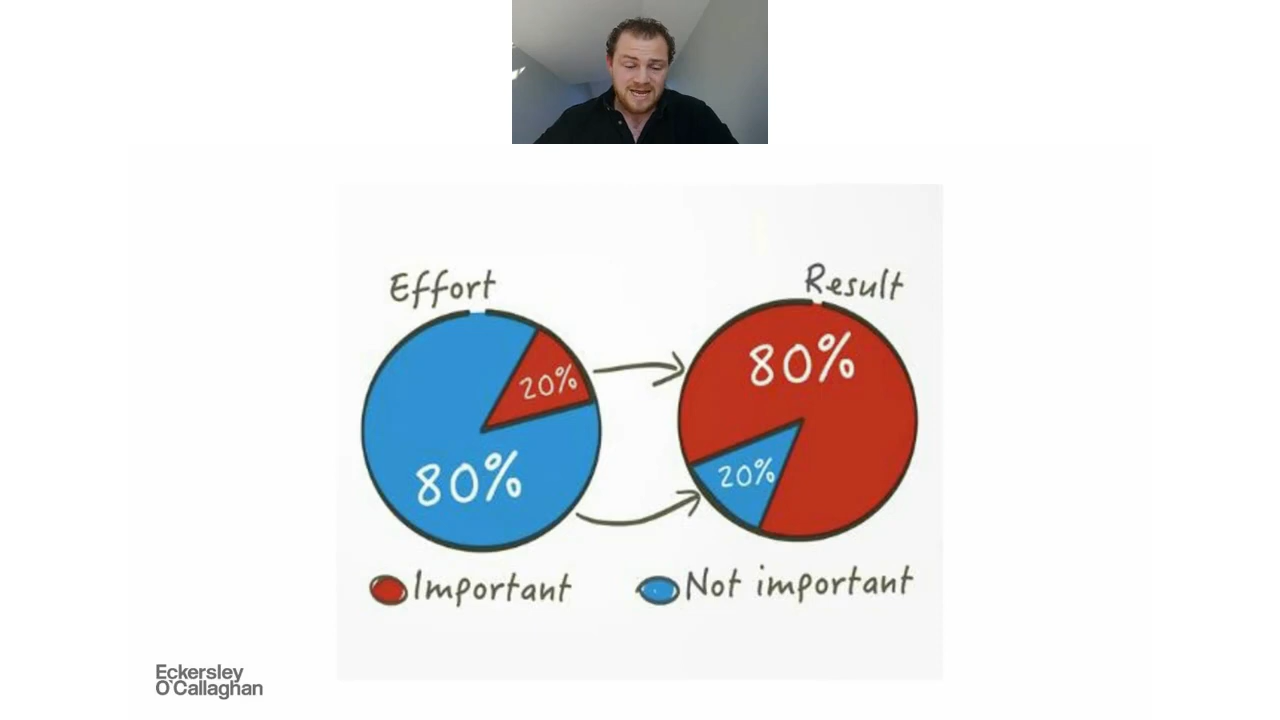 Effort
Result
20%
80%
80%
20%
Important
Not important
Eckersley
O'Callaghan